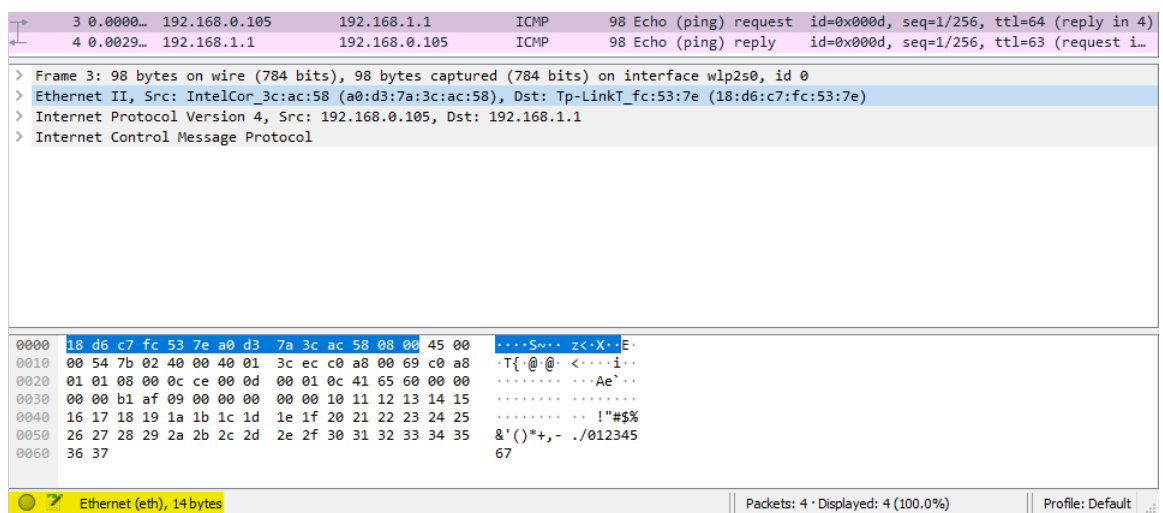 3 0.0000… 192.168.0.105 192.168.1.1 ICMP 98 Echo (ping) request id=0x000d, seq=1/256, ttl=64 (reply in 4)
4 0.0029… 192.168.1.1 192.168.0.105 ICMP 98 Echo (ping) reply id=0x000d, seq=1/256, ttl=63 (request i…
> Frame 3: 98 bytes on wire (784 bits), 98 bytes captured (784 bits) on interface wlp2s0, id 0
> Ethernet II, Src: IntelCor_3c:ac:58 (a0:d3:7a:3c:ac:58), Dst: Tp-LinkT_fc:53:7e (18:d6:c7:fc:53:7e)
> Internet Protocol Version 4, Src: 192.168.0.105, Dst: 192.168.1.1
> Internet Control Message Protocol
0000 18 d6 c7 fc 53 7e a0 d3 7a 3c ac 58 08 00 45 00 ····S~·· z<·X··E·
0010 00 54 7b 02 40 00 40 01 3c ec c0 a8 00 69 c0 a8 ·T{·@·@· <····i··
0020 01 01 08 00 0c ce 00 0d 00 01 0c 41 65 60 00 00 ········ ···Ae`··
0030 00 00 b1 af 09 00 00 00 00 00 10 11 12 13 14 15 ········ ········
0040 16 17 18 19 1a 1b 1c 1d 1e 1f 20 21 22 23 24 25 ········ ·· !"#$%
0050 26 27 28 29 2a 2b 2c 2d 2e 2f 30 31 32 33 34 35 &'()*+,- ./012345
0060 36 37 67
Ethernet (eth), 14 bytes Packets: 4 · Displayed: 4 (100.0%) Profile: Default